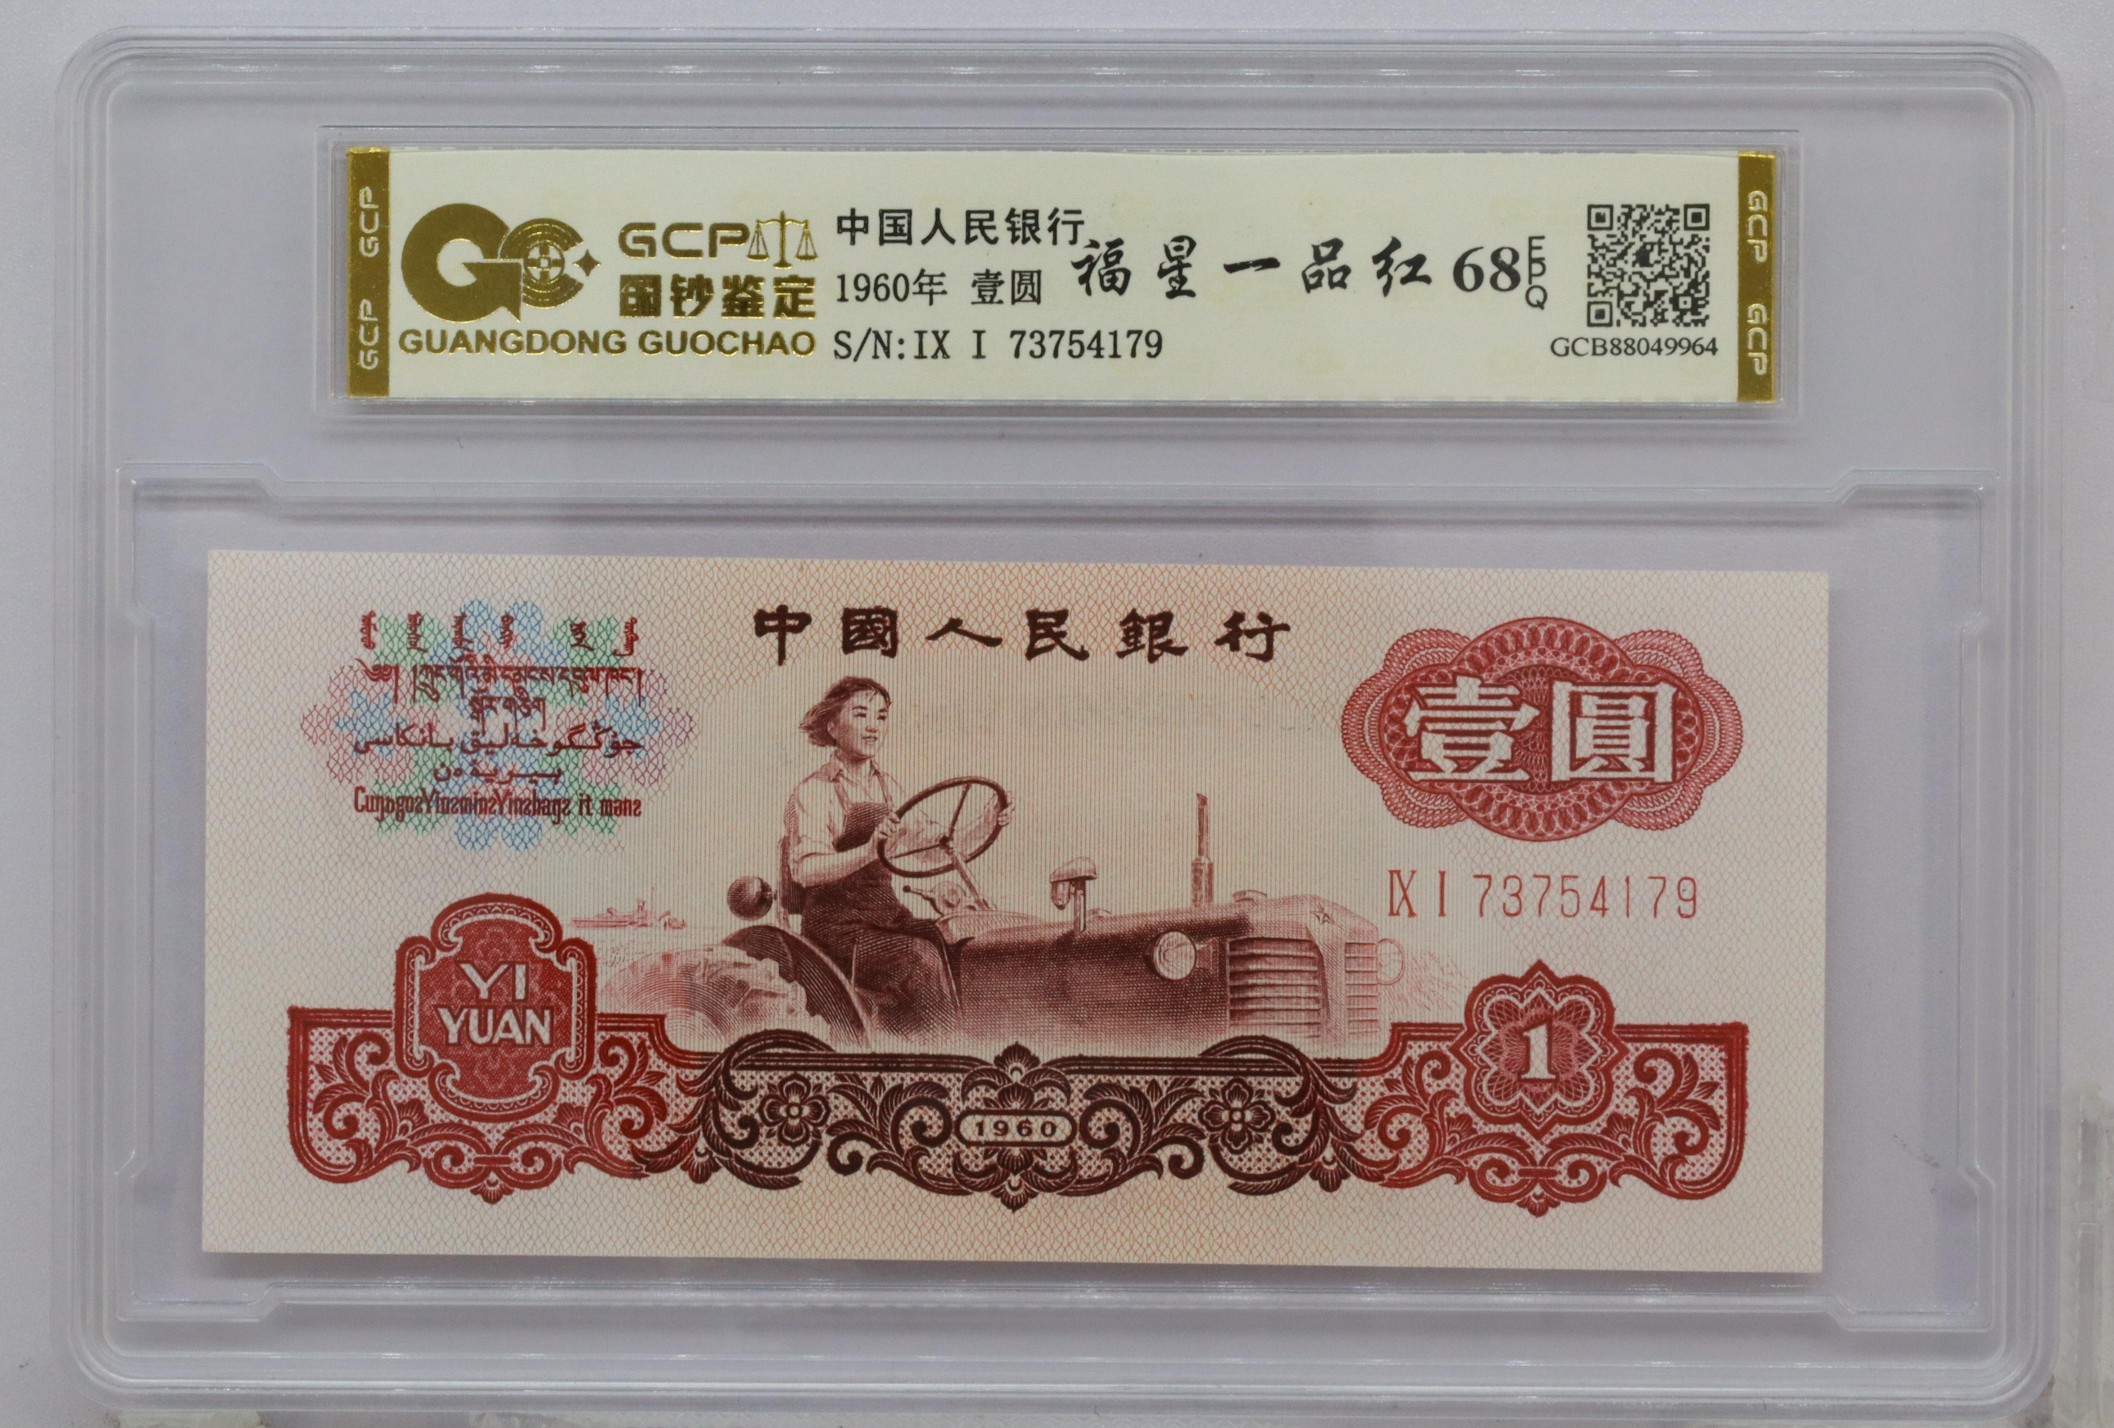 GCP GCP
GC
GCP
国钞鉴定
GUANGDONG GUOCHAO
中国人民银行
1960年 壹圆
S/N:IX I 73754179
福星一品红 68 EPQ
GCB88049964
GCP GCP
中國人民銀行
壹圓
IX I 73754179
YI
YUAN
1
1960